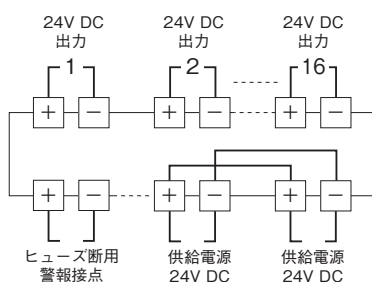 24V DC 24V DC 24V DC
出力 出力 出力
1 2 16
+ − + − + −
+ − + − + −
ヒューズ断用 供給電源 供給電源
警報接点 24V DC 24V DC